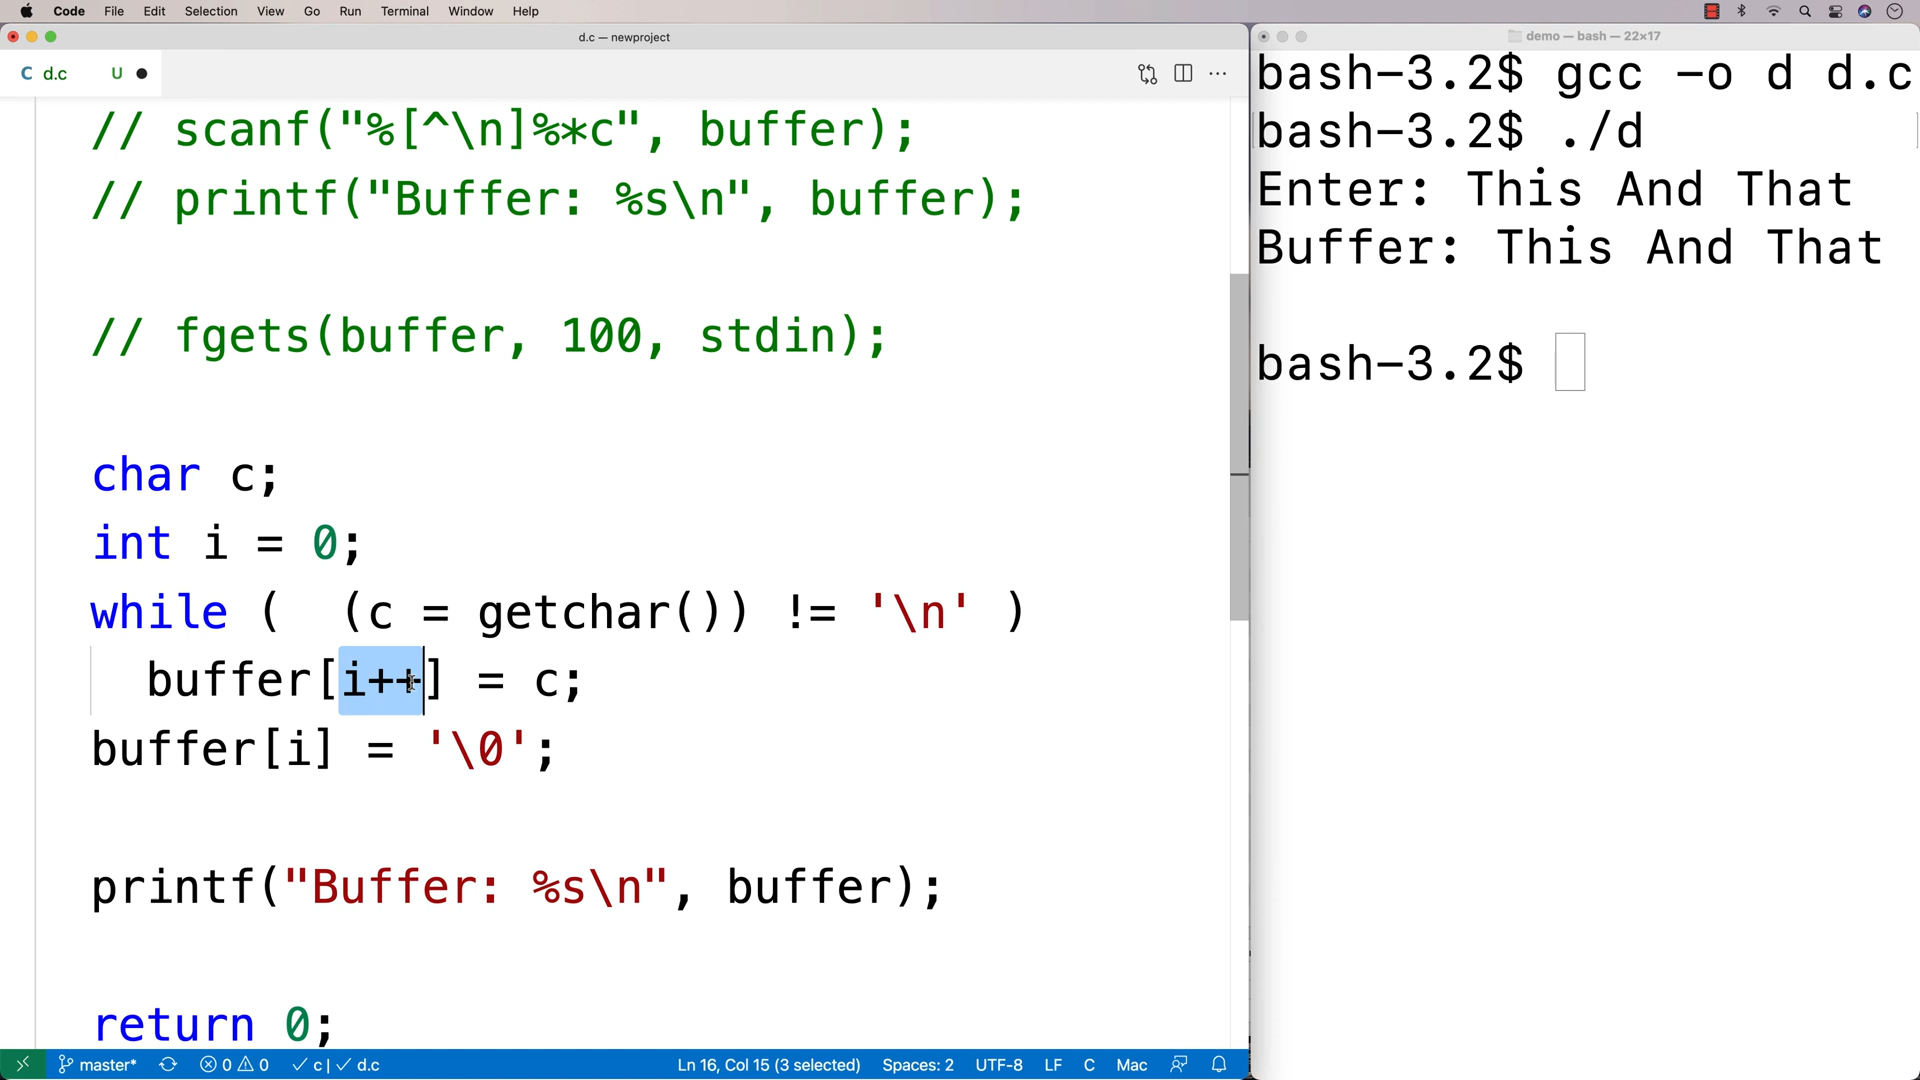 Code File Edit Selection View Go Run Terminal Window Help
d.c — newproject
C d.c U
// scanf("%[^\n]%*c", buffer);
// printf("Buffer: %s\n", buffer);
// fgets(buffer, 100, stdin);
char c;
int i = 0;
while (  (c = getchar()) != '\n' )
buffer[i++] = c;
buffer[i] = '\0';
printf("Buffer: %s\n", buffer);
return 0;
master* 0 0 c | d.c Ln 16, Col 15 (3 selected) Spaces: 2 UTF-8 LF C Mac
demo — bash — 22×17
bash-3.2$ gcc -o d d.c
bash-3.2$ ./d
Enter: This And That
Buffer: This And That
bash-3.2$